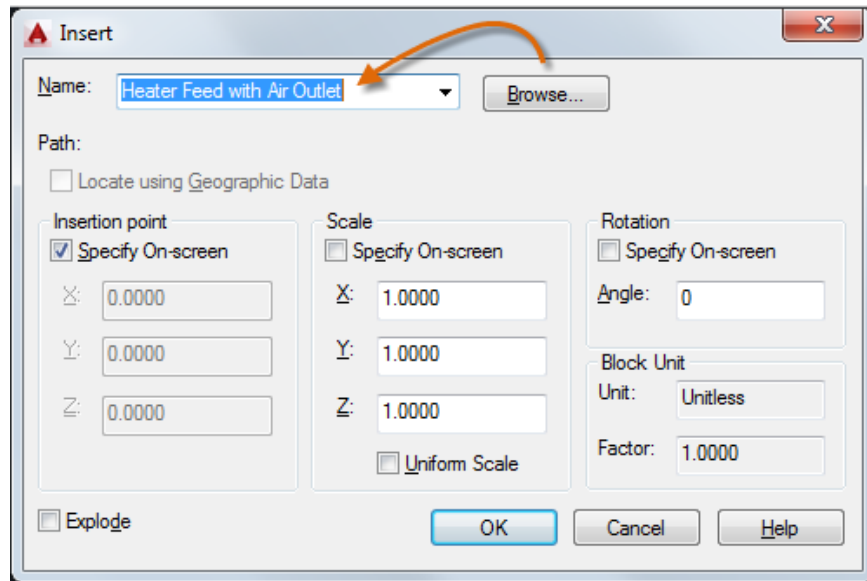 Insert
Name: Heater Feed with Air Outlet Browse...
Path:
Locate using Geographic Data
Insertion point
Specify On-screen
X: 0.0000
Y: 0.0000
Z: 0.0000
Scale
Specify On-screen
X: 1.0000
Y: 1.0000
Z: 1.0000
Uniform Scale
Rotation
Specify On-screen
Angle: 0
Block Unit
Unit: Unitless
Factor: 1.0000
Explode
OK Cancel Help